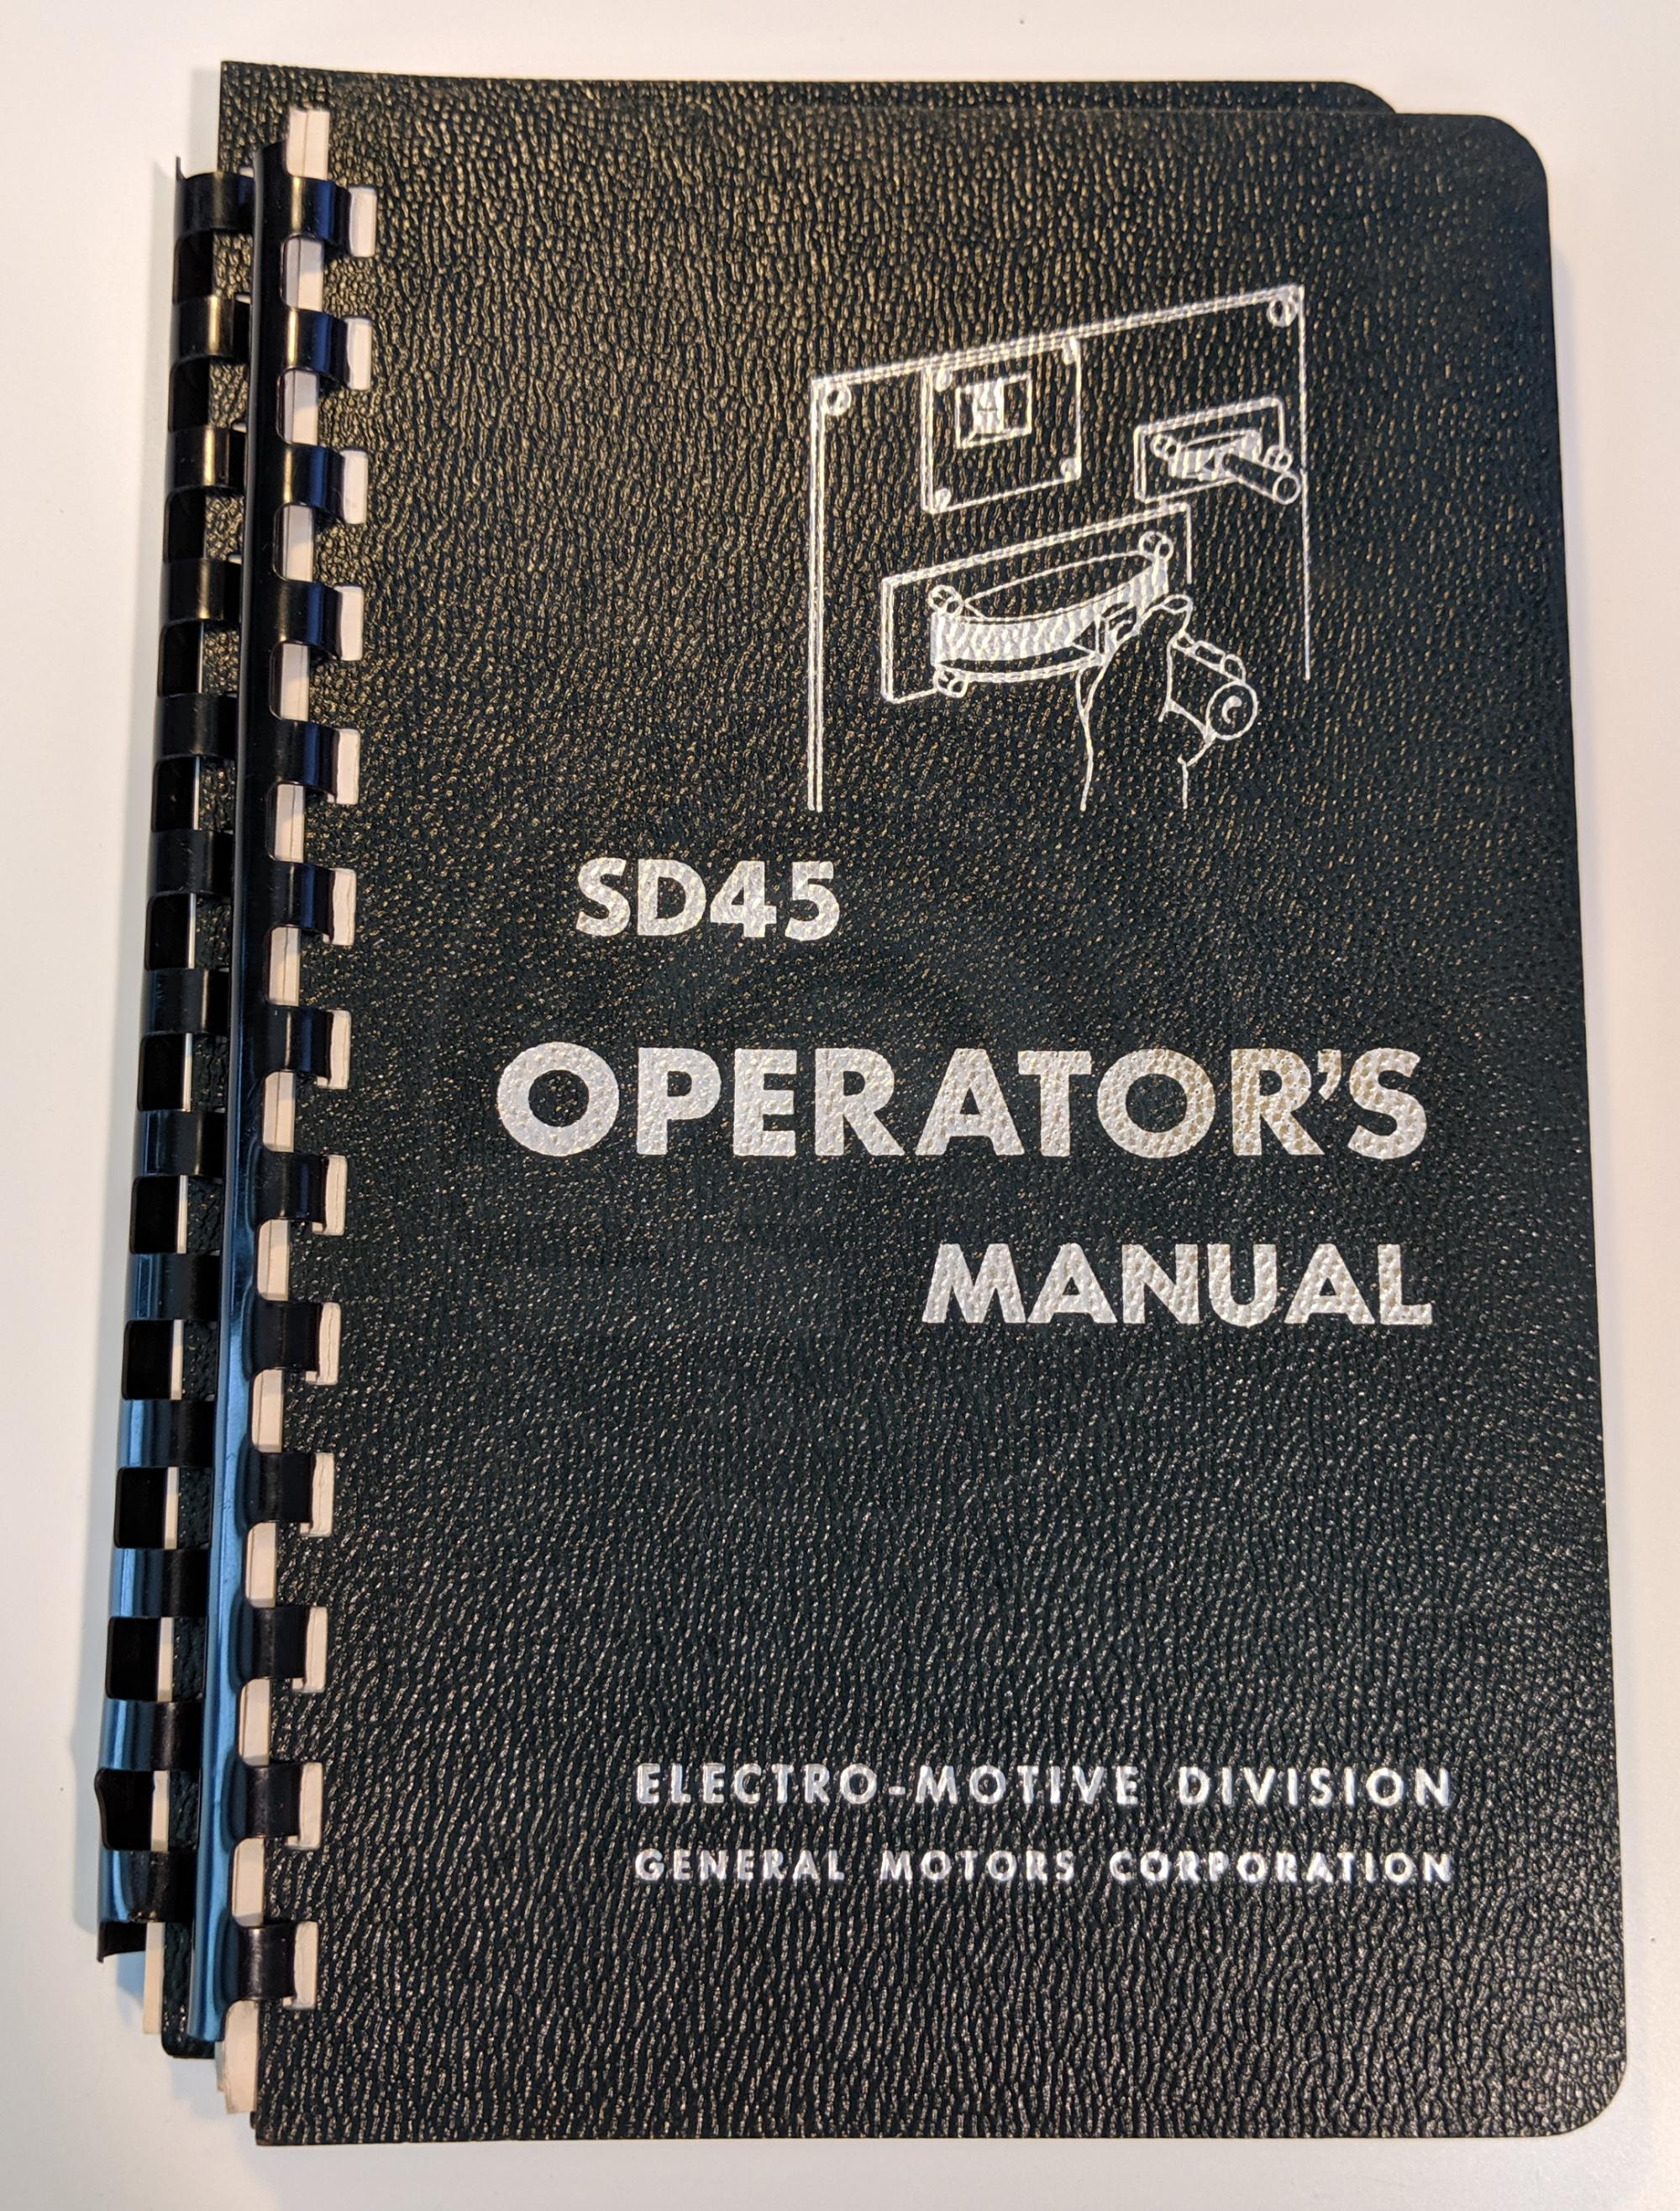 SD45
OPERATOR'S
MANUAL
ELECTRO-MOTIVE DIVISION
GENERAL MOTORS CORPORATION